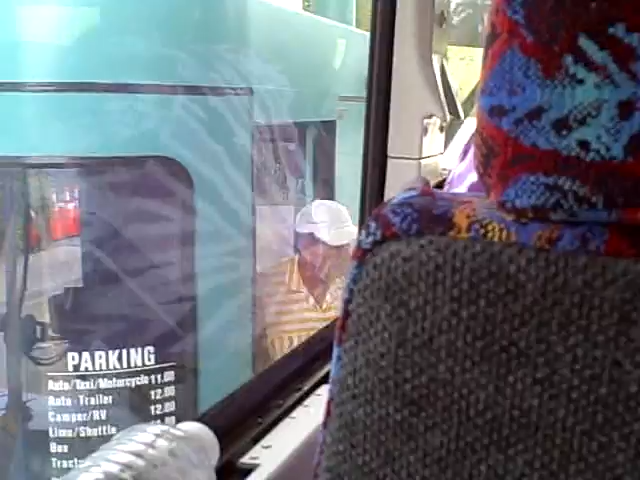 PARKING
Auto/Taxi/Motorcycle 11.00
Auto-Trailer 12.00
Camper/RV 12.00
Limo/Shuttle
Bus